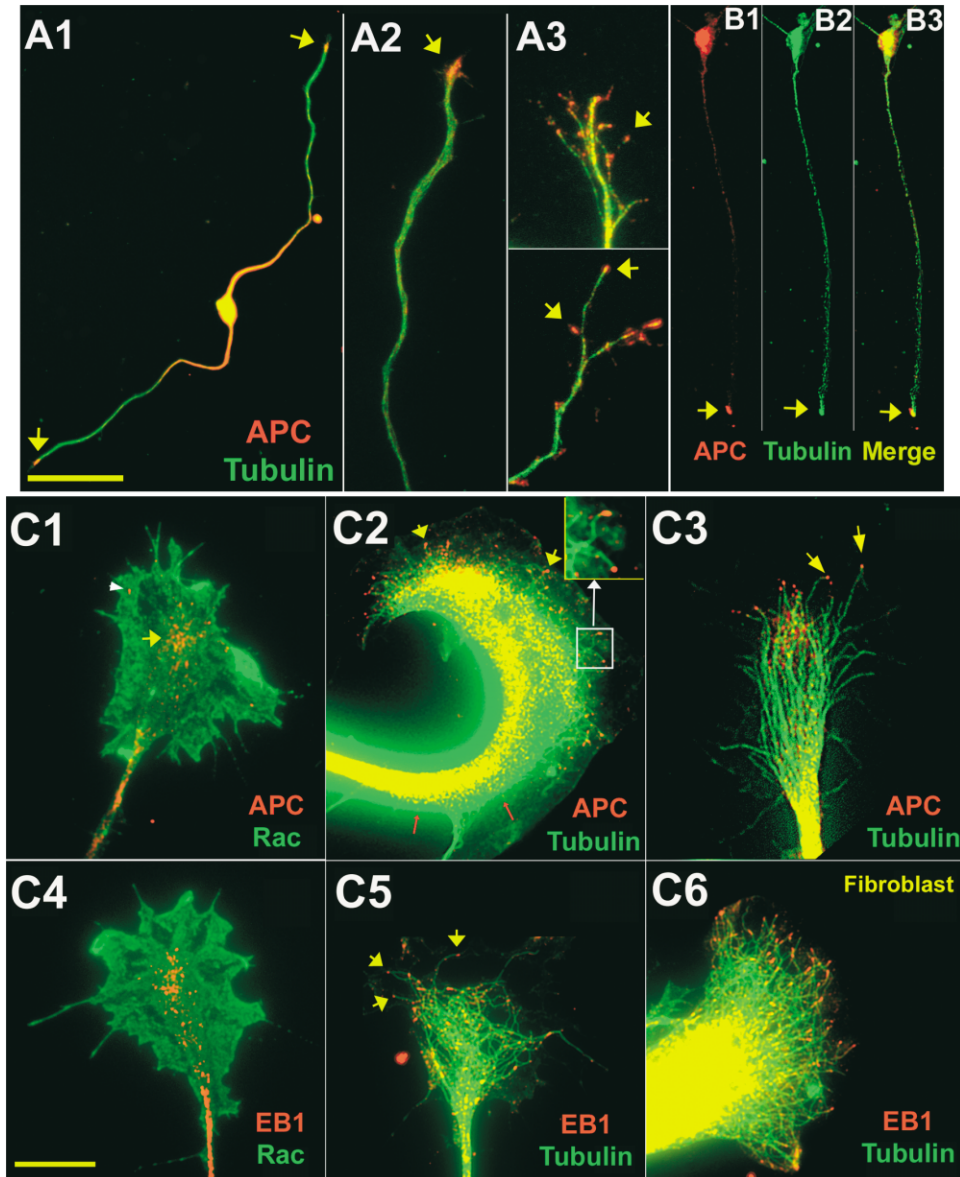 A1
APC
Tubulin
A2
A3
B1
APC
B2
Tubulin
B3
Merge
C1
APC
Rac
C2
APC
Tubulin
C3
APC
Tubulin
C4
EB1
Rac
C5
EB1
Tubulin
C6
Fibroblast
EB1
Tubulin